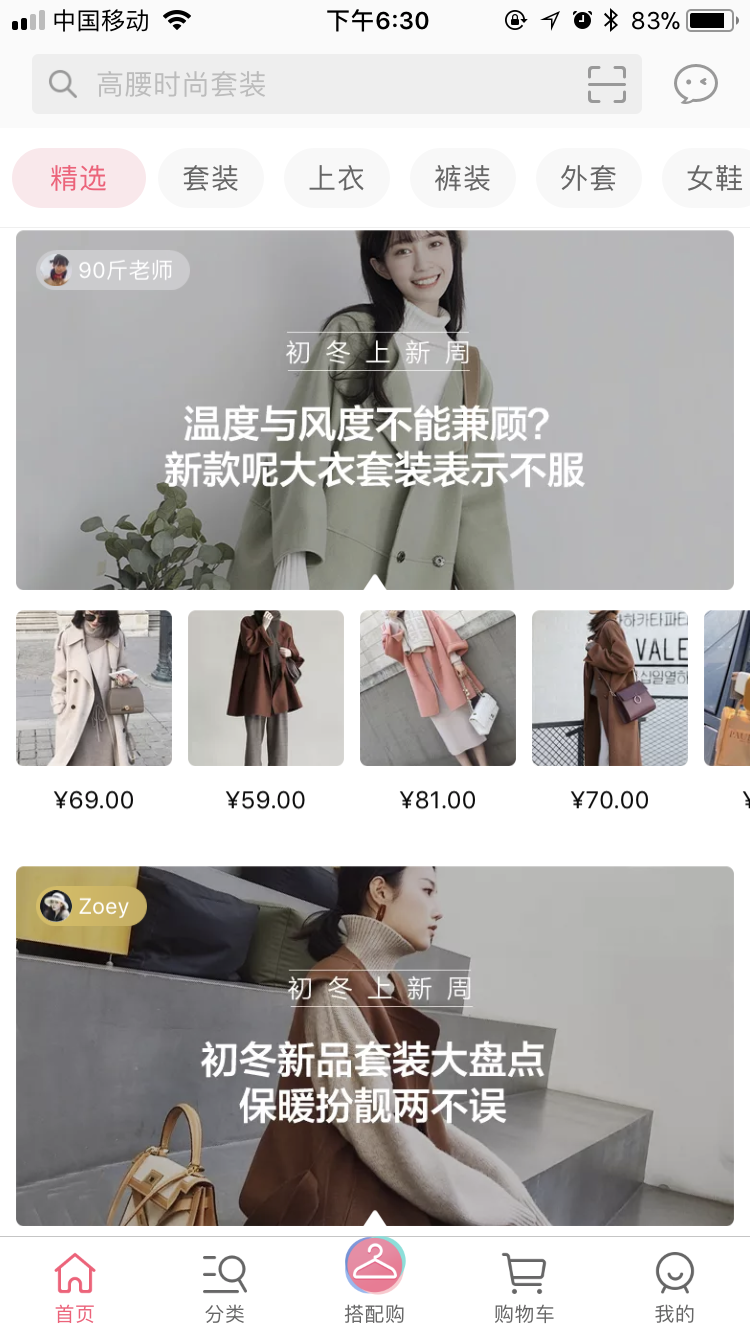 中国移动
下午6:30
83%
高腰时尚套装
精选
套装
上衣
裤装
外套
女鞋
90斤老师
初冬上新周
温度与风度不能兼顾?
新款呢大衣套装表示不服
VALE
¥69.00
¥59.00
¥81.00
¥70.00
Zoey
初冬上新周
初冬新品套装大盘点
保暖扮靓两不误
首页
分类
搭配购
购物车
我的